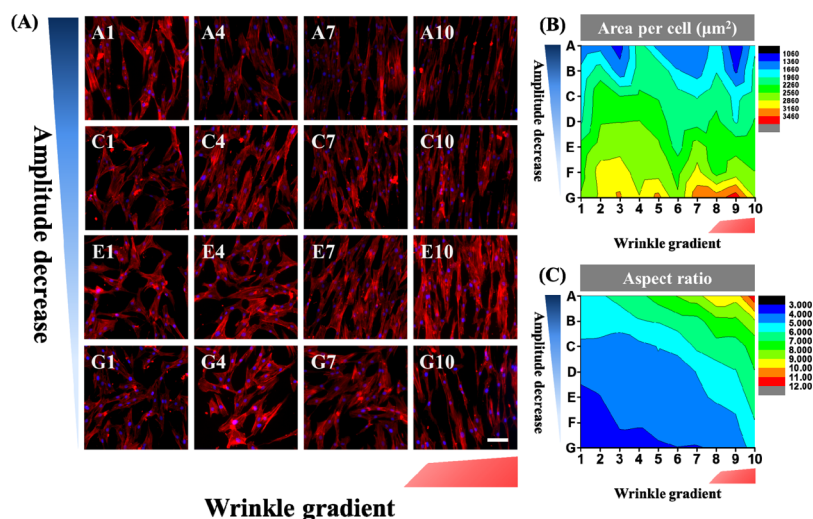 (A)
Amplitude decrease
A1 A4 A7 A10
C1 C4 C7 C10
E1 E4 E7 E10
G1 G4 G7 G10
Wrinkle gradient
(B)
Area per cell (μm²)
Amplitude decrease
A
B
C
D
E
F
G
1 2 3 4 5 6 7 8 9 10
1060
1360
1660
1960
2260
2560
2860
3160
3460
Wrinkle gradient
(C)
Aspect ratio
Amplitude decrease
A
B
C
D
E
F
G
1 2 3 4 5 6 7 8 9 10
3.000
4.000
5.000
6.000
7.000
8.000
9.000
10.00
11.00
12.00
Wrinkle gradient